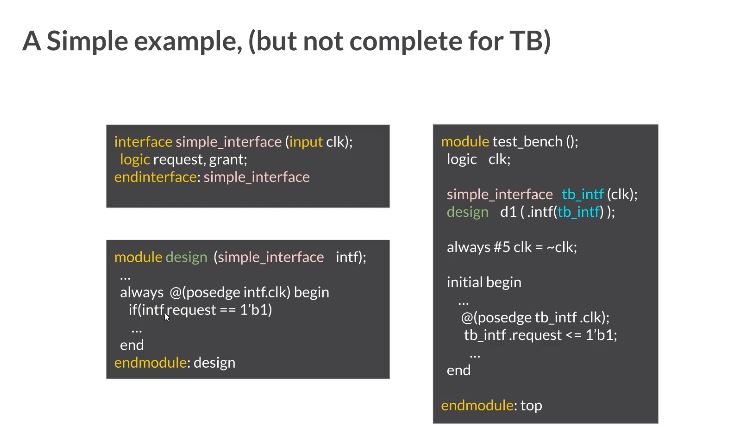 A Simple example, (but not complete for TB)
interface simple_interface (input clk);
logic request, grant;
endinterface: simple_interface
module design (simple_interface intf);
...
always @(posedge intf.clk) begin
if(intf.request == 1'b1)
...
end
endmodule: design
module test_bench ();
logic clk;
simple_interface tb_intf (clk);
design d1 ( .intf(tb_intf) );
always #5 clk = ~clk;
initial begin
...
@(posedge tb_intf .clk);
tb_intf .request <= 1'b1;
...
end
endmodule: top